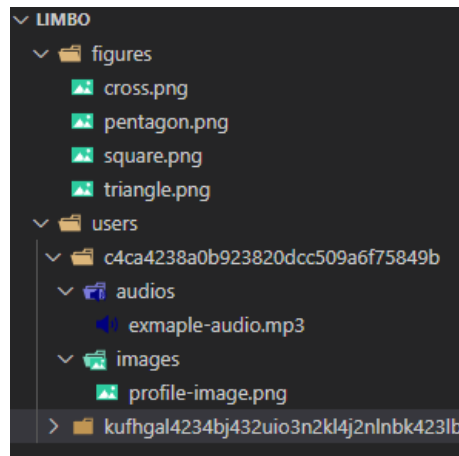 LIMBO
figures
cross.png
pentagon.png
square.png
triangle.png
users
c4ca4238a0b923820dcc509a6f75849b
audios
exmaple-audio.mp3
images
profile-image.png
kufhgal4234bj432uio3n2kl4j2nlnbk423lb